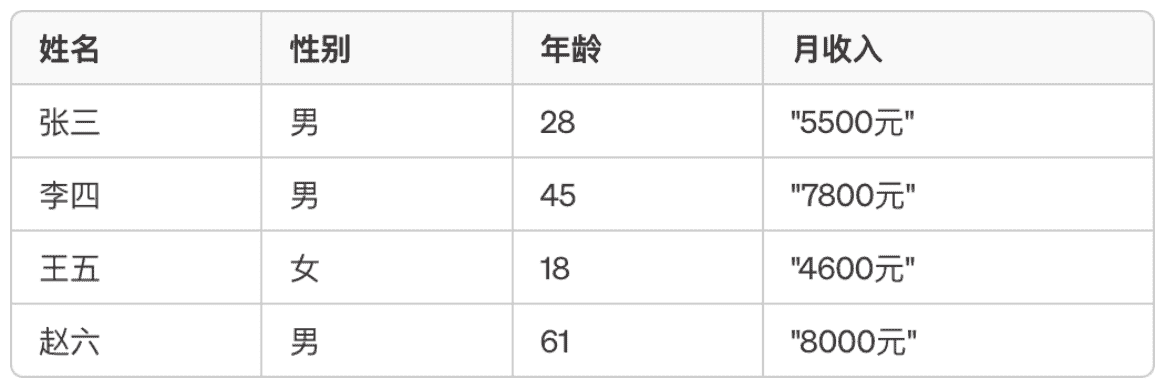 姓名 性别 年龄 月收入
张三 男 28 "5500元"
李四 男 45 "7800元"
王五 女 18 "4600元"
赵六 男 61 "8000元"